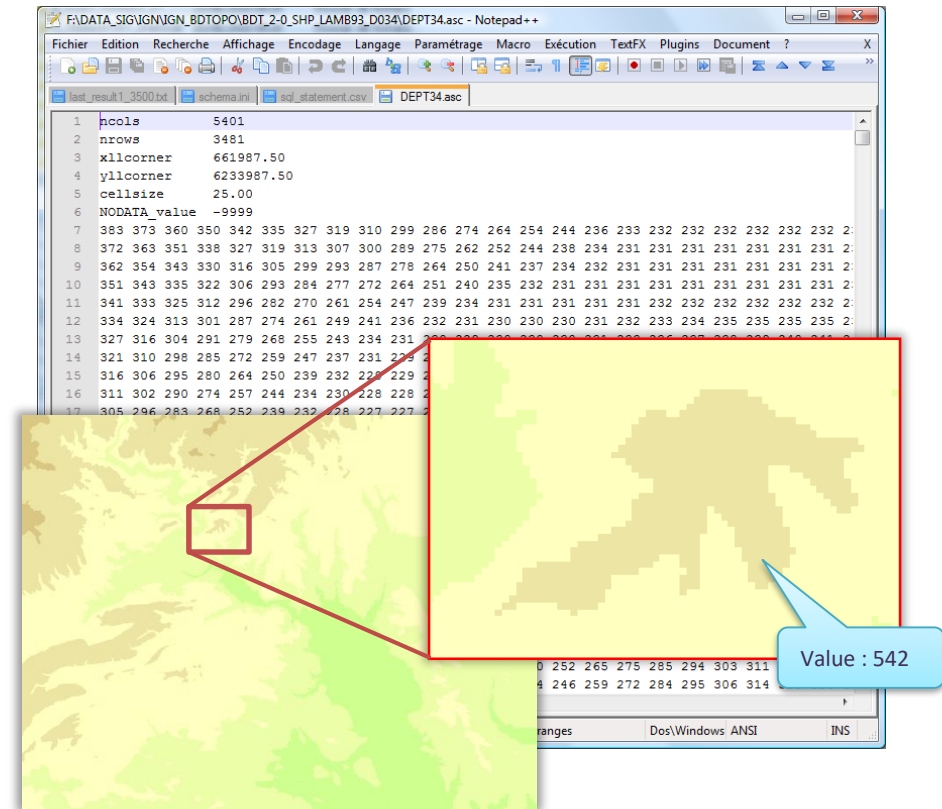 F:\DATA_SIG\IGN\IGN_BDTOPO\BDT_2-0_SHP_LAMB93_D034\DEPT34.asc - Notepad++
Fichier Edition Recherche Affichage Encodage Langage Paramétrage Macro Exécution TextFX Plugins Document ? X
last_result1_3500.txt schema.ini sql_statement.csv DEPT34.asc
1 ncols 5401
2 nrows 3481
3 xllcorner 661987.50
4 yllcorner 6233987.50
5 cellsize 25.00
6 NODATA_value -9999
7 383 373 360 350 342 335 327 319 310 299 286 274 264 254 244 236 233 232 232 232 232 232 232 232
8 372 363 351 338 327 319 313 307 300 289 275 262 252 244 238 234 231 231 231 231 231 231 231 231
9 362 354 343 330 316 305 299 293 287 278 264 250 241 237 234 232 231 231 231 231 231 231 231 231
10 351 343 335 322 306 293 284 277 272 264 251 240 235 232 231 231 231 231 231 231 231 231 231 231
11 341 333 325 312 296 282 270 261 254 247 239 234 231 231 231 231 231 232 232 232 232 232 232 232
12 334 324 313 301 287 274 261 249 241 236 232 231 230 230 230 231 232 233 234 235 235 235 235 235
13 327 316 304 291 279 268 255 243 234 231
14 321 310 298 285 272 259 247 237 231 229
15 316 306 295 280 264 250 239 232 228 229
16 311 302 290 274 257 244 234 230 228 228
17 305 296 283 268 252 239 232 228 227 227
252 265 275 285 294 303 311
246 259 272 284 295 306 314
Value : 542
ranges Dos\Windows ANSI INS